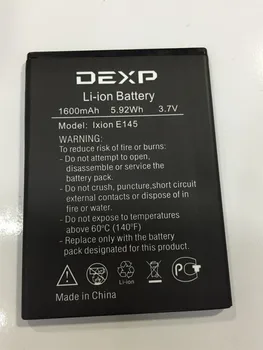 DEXP
Li-ion Battery
1600mAh 5.92Wh 3.7V
Model: Ixion E145
WARNING:
To reduce risk of fire or burns:
- Do not attempt to open,
disassemble or service the
battery pack.
- Do not crush, puncture,short circuit
external contacts, or dispose
of in fire or water.
- Do not expose to temperature
above 60°C (140°F)
- Replace only with the battery
pack designated for this product.
Li-ion
PC
Made in China